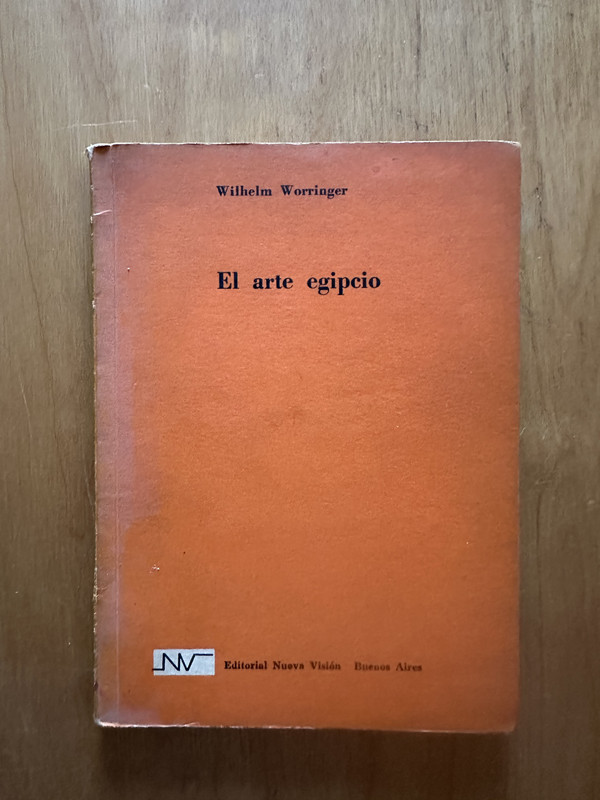 Wilhelm Worringer
El arte egipcio
NV Editorial Nueva Visión Buenos Aires